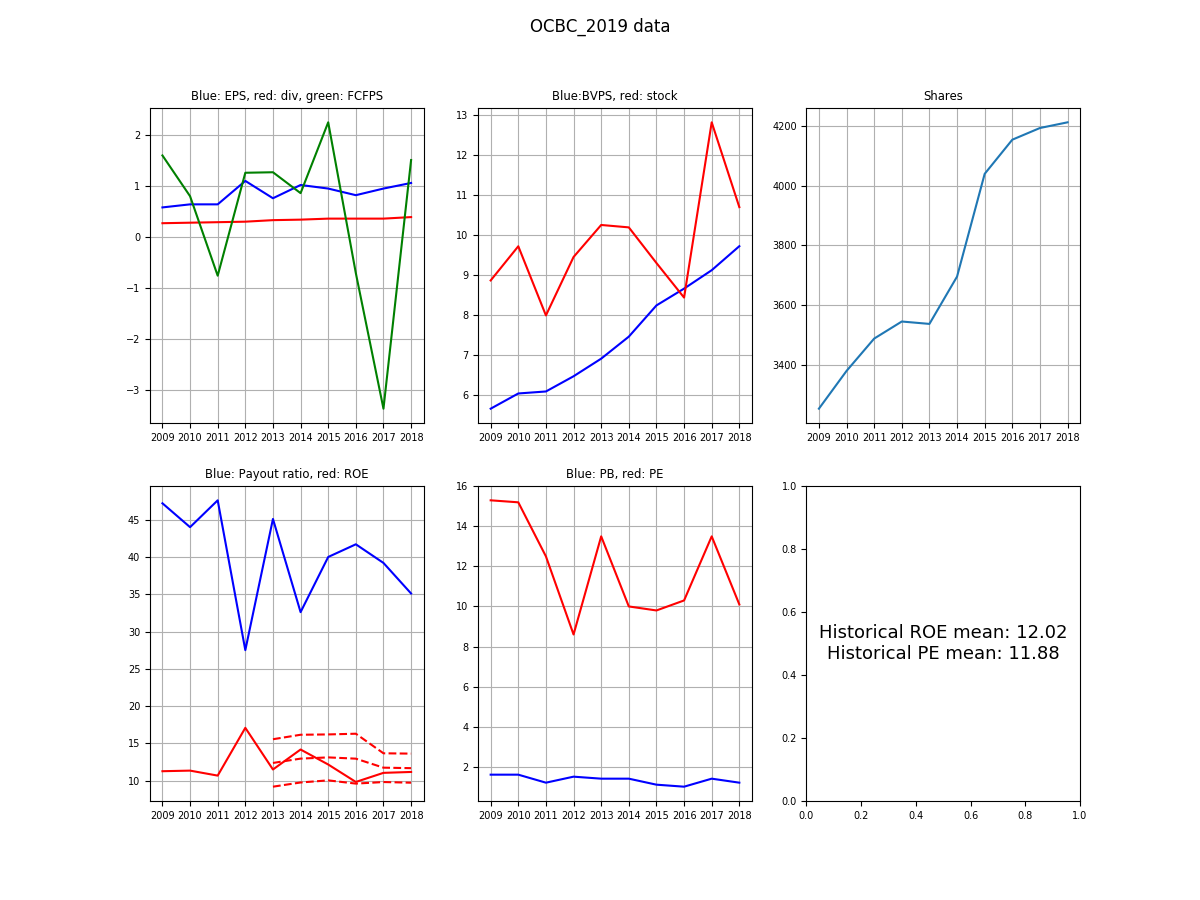 OCBC_2019 data
Blue: EPS, red: div, green: FCFPS
2
1
0
−1
−2
−3
2009 2010 2011 2012 2013 2014 2015 2016 2017 2018
Blue:BVPS, red: stock
13
12
11
10
9
8
7
6
2009 2010 2011 2012 2013 2014 2015 2016 2017 2018
Shares
4200
4000
3800
3600
3400
2009 2010 2011 2012 2013 2014 2015 2016 2017 2018
Blue: Payout ratio, red: ROE
45
40
35
30
25
20
15
10
2009 2010 2011 2012 2013 2014 2015 2016 2017 2018
Blue: PB, red: PE
16
14
12
10
8
6
4
2
2009 2010 2011 2012 2013 2014 2015 2016 2017 2018
1.0
0.8
0.6
Historical ROE mean: 12.02
Historical PE mean: 11.88
0.4
0.2
0.0
0.0 0.2 0.4 0.6 0.8 1.0